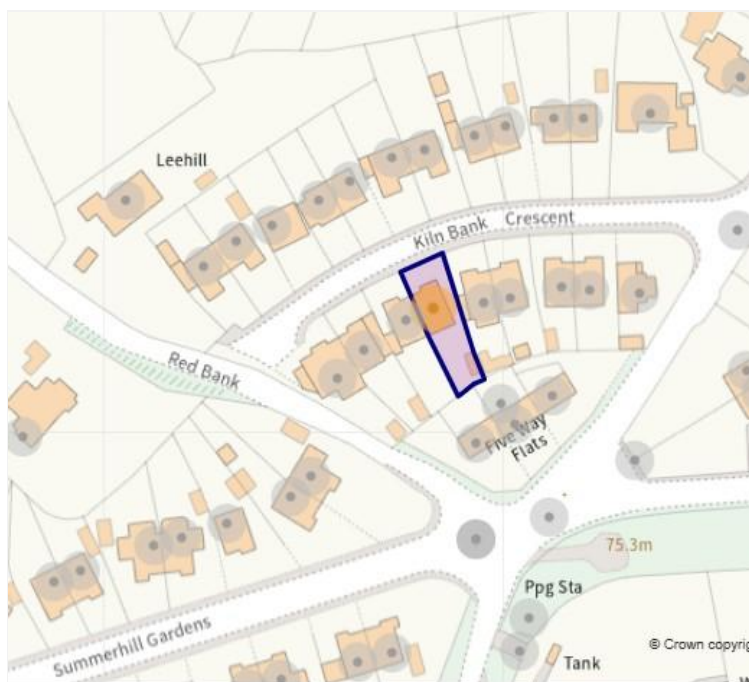 Leehill
Kiln Bank Crescent
Red Bank
Five Way
Flats
75.3m
Ppg Sta
Summerhill Gardens
© Crown copyrig
Tank